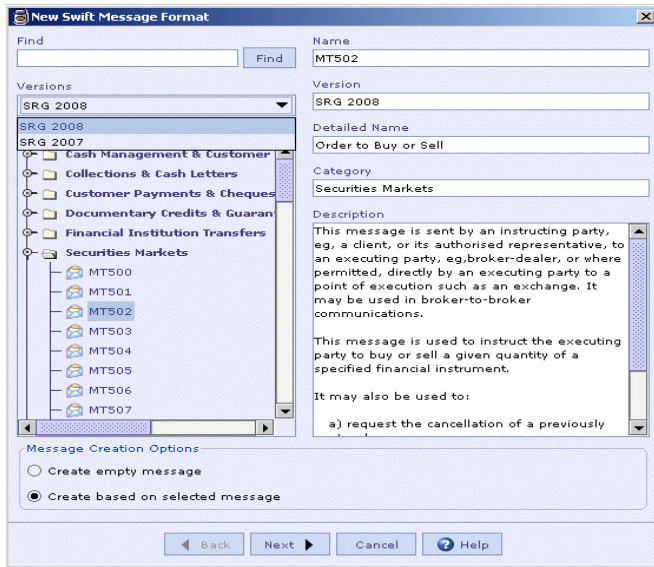 New Swift Message Format
Find
Find
Versions
SRG 2008
SRG 2008
SRG 2007
Cash Management & Customer
Collections & Cash Letters
Customer Payments & Cheques
Documentary Credits & Guaran
Financial Institution Transfers
Securities Markets
MT500
MT501
MT502
MT503
MT504
MT505
MT506
MT507
Name
MT502
Version
SRG 2008
Detailed Name
Order to Buy or Sell
Category
Securities Markets
Description
This message is sent by an instructing party,
eg, a client, or its authorised representative, to
an executing party, eg,broker-dealer, or where
permitted, directly by an executing party to a
point of execution such as an exchange. It
may be used in broker-to-broker
communications.
This message is used to instruct the executing
party to buy or sell a given quantity of a
specified financial instrument.
It may also be used to:
a) request the cancellation of a previously
Message Creation Options
Create empty message
Create based on selected message
Back
Next
Cancel
Help